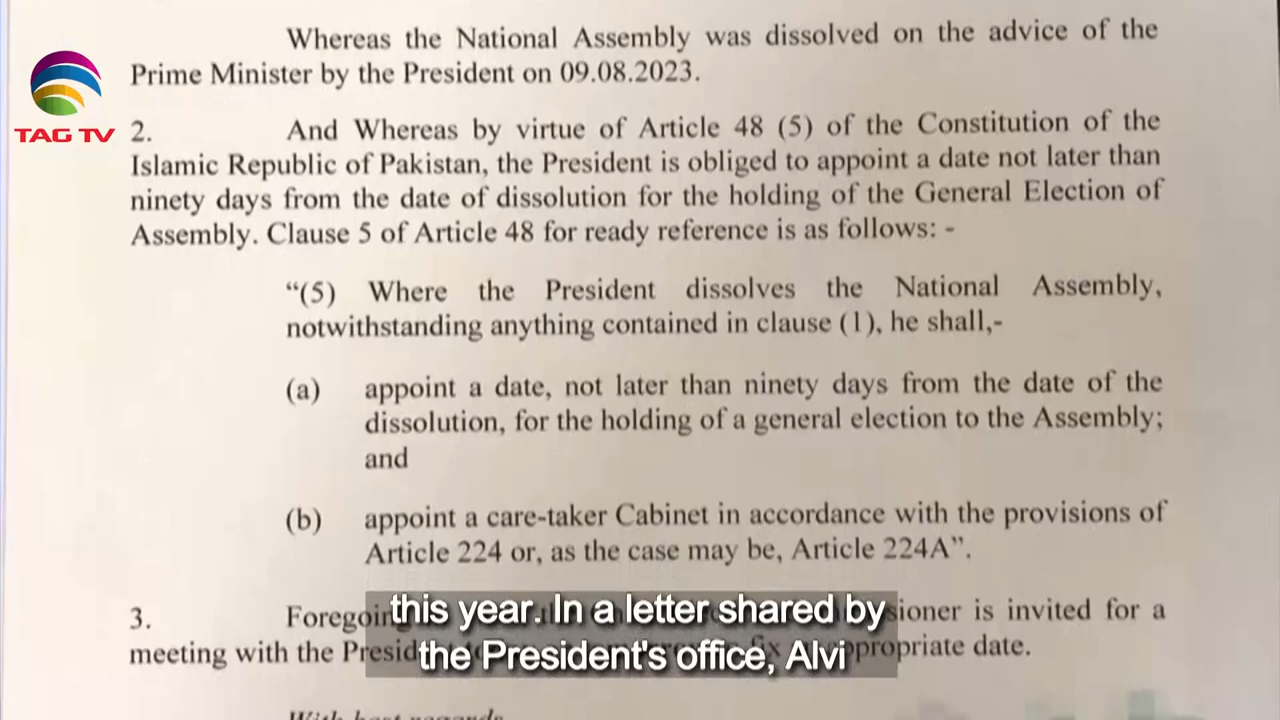 Whereas the National Assembly was dissolved on the advice of the
Prime Minister by the President on 09.08.2023.
TAG TV
2. And Whereas by virtue of Article 48 (5) of the Constitution of the
Islamic Republic of Pakistan, the President is obliged to appoint a date not later than
ninety days from the date of dissolution for the holding of the General Election of
Assembly. Clause 5 of Article 48 for ready reference is as follows: -
“(5) Where the President dissolves the National Assembly,
notwithstanding anything contained in clause (1), he shall,-
(a) appoint a date, not later than ninety days from the date of the
dissolution, for the holding of a general election to the Assembly;
and
(b) appoint a care-taker Cabinet in accordance with the provisions of
Article 224 or, as the case may be, Article 224A”.
3. is invited for a
meeting with the date.
this year. In a letter shared by
the President's office, Alvi